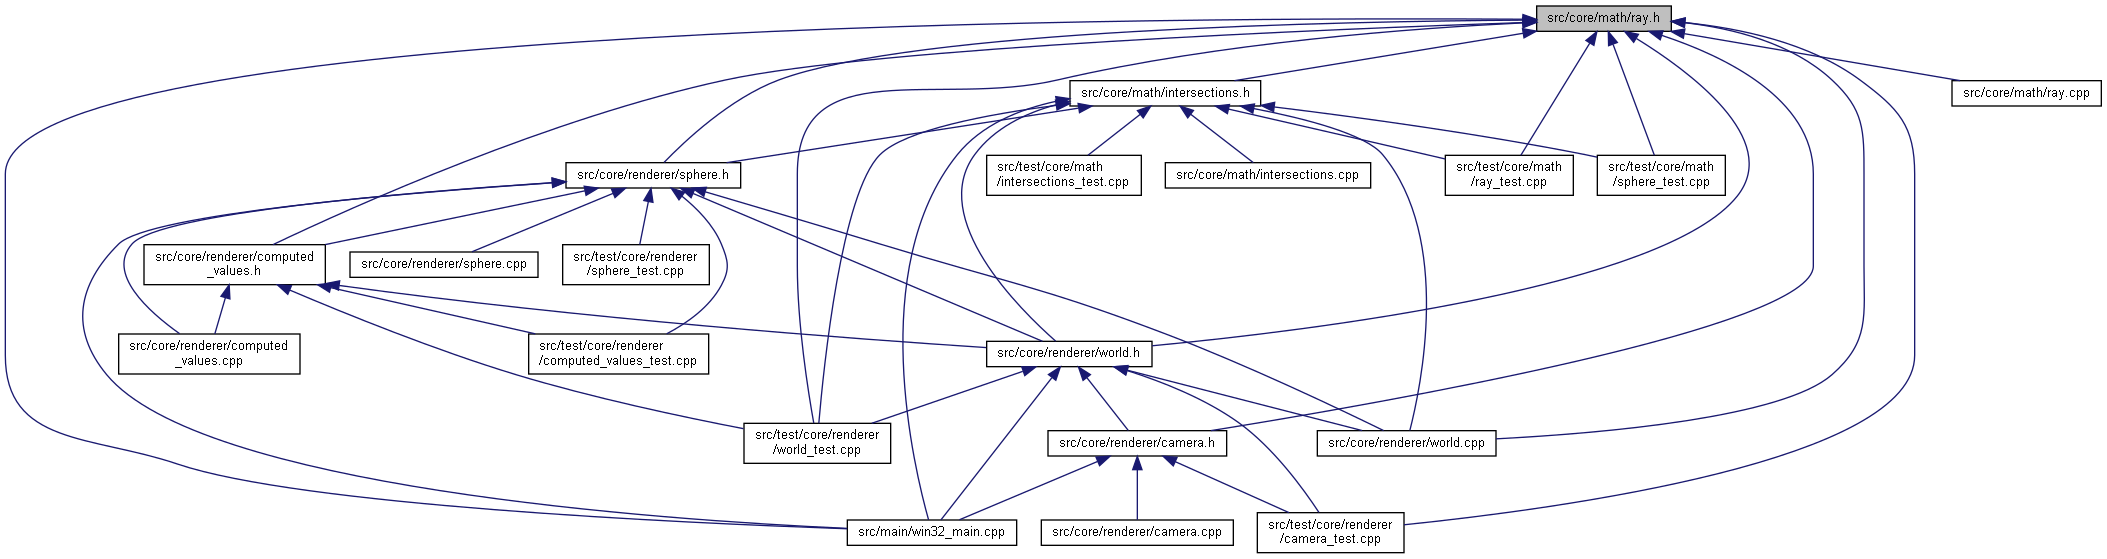 src/core/math/ray.h
src/core/math/intersections.h
src/core/math/ray.cpp
src/core/renderer/sphere.h
src/test/core/math
/intersections_test.cpp
src/core/math/intersections.cpp
src/test/core/math
/ray_test.cpp
src/test/core/math
/sphere_test.cpp
src/core/renderer/computed
_values.h
src/core/renderer/sphere.cpp
src/test/core/renderer
/sphere_test.cpp
src/core/renderer/computed
_values.cpp
src/test/core/renderer
/computed_values_test.cpp
src/core/renderer/world.h
src/test/core/renderer
/world_test.cpp
src/core/renderer/camera.h
src/core/renderer/world.cpp
src/main/win32_main.cpp
src/core/renderer/camera.cpp
src/test/core/renderer
/camera_test.cpp